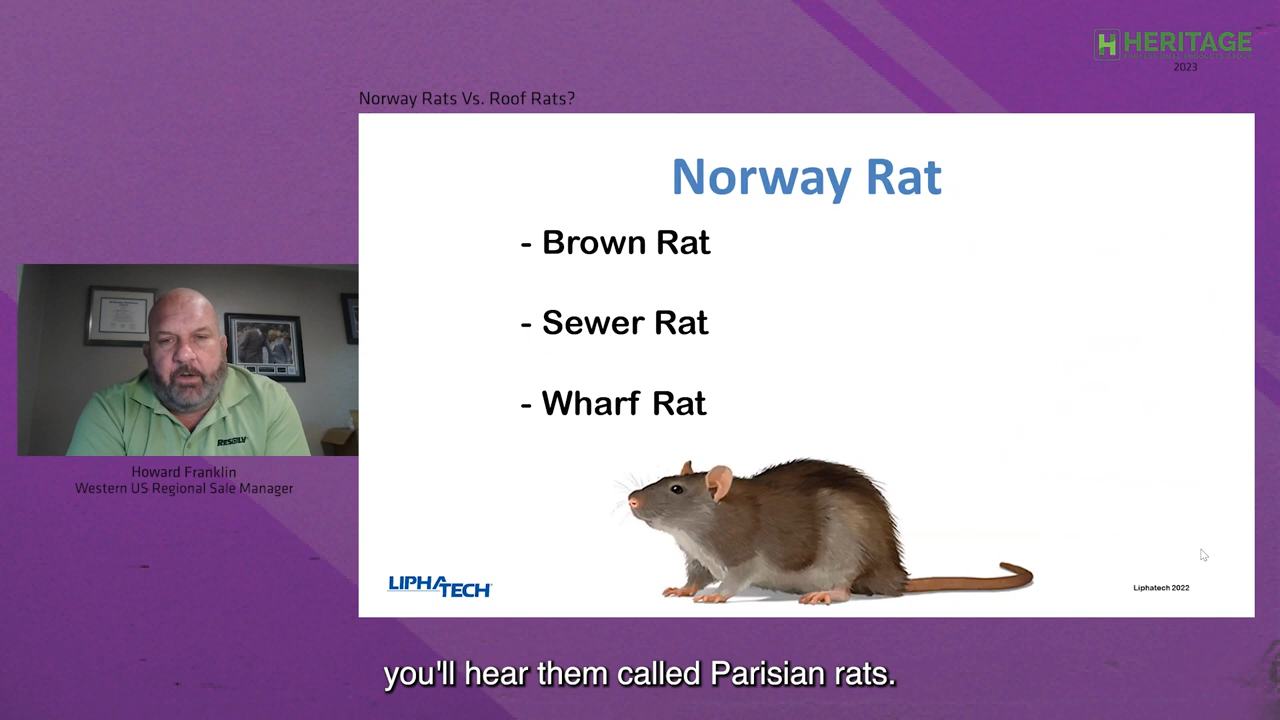 HERITAGE
2023
Norway Rats Vs. Roof Rats?
Norway Rat
- Brown Rat
- Sewer Rat
- Wharf Rat
RESOLV
Howard Franklin
Western US Regional Sale Manager
LIPHATECH
Liphatech 2022
you'll hear them called Parisian rats.